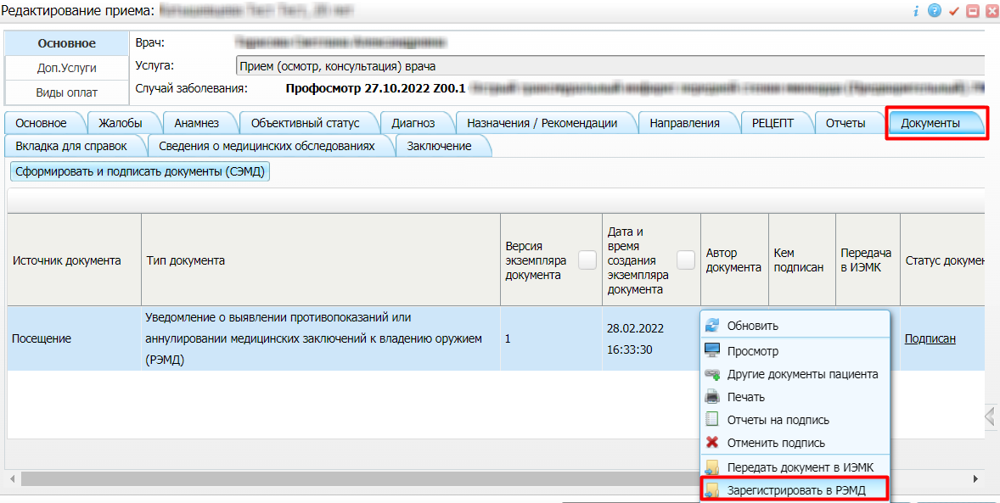 Редактирование приема:
Основное
Доп.Услуги
Виды оплат
Врач:
Услуга: Прием (осмотр, консультация) врача
Случай заболевания: Профосмотр 27.10.2022 Z00.1
Основное Жалобы Анамнез Объективный статус Диагноз Назначения / Рекомендации Направления РЕЦЕПТ Отчеты Документы
Вкладка для справок Сведения о медицинских обследованиях Заключение
Сформировать и подписать документы (СЭМД)
Источник документа
Тип документа
Версия
экземпляра
документа
Дата и
время
создания
экземпляра
документа
Автор
документа
Кем
подписан
Передача
в ИЭМК
Статус докумен
Посещение
Уведомление о выявлении противопоказаний или
аннулировании медицинских заключений к владению оружием
(РЭМД)
1
28.02.2022
16:33:30
Подписан
Обновить
Просмотр
Другие документы пациента
Печать
Отчеты на подпись
Отменить подпись
Передать документ в ИЭМК
Зарегистрировать в РЭМД